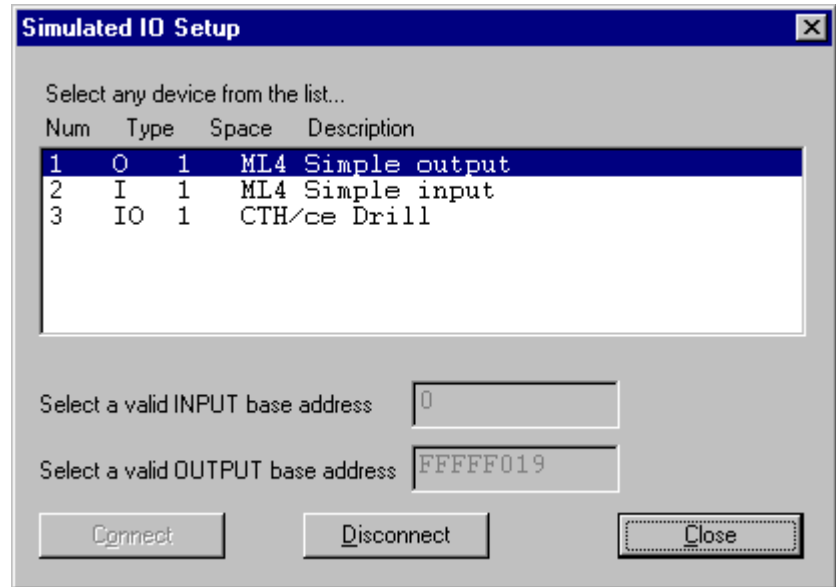 Simulated IO Setup
Select any device from the list...
Num Type Space Description
1 O 1 ML4 Simple output
2 I 1 ML4 Simple input
3 IO 1 CTH/ce Drill
Select a valid INPUT base address 0
Select a valid OUTPUT base address FFFFF019
Connect Disconnect Close